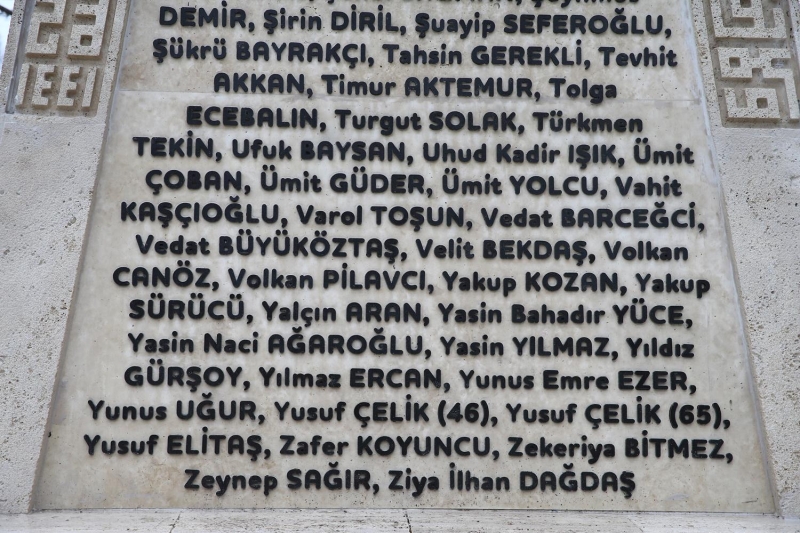 DEMİR, Şirin DİRİL, Şuayip SEFEROĞLU,
Şükrü BAYRAKÇI, Tahsin GEREKLİ, Tevhit
AKKAN, Timur AKTEMUR, Tolga
ECEBALIN, Turgut SOLAK, Türkmen
TEKİN, Ufuk BAYSAN, Uhud Kadir IŞIK, Ümit
ÇOBAN, Ümit GÜDER, Ümit YOLCU, Vahit
KAŞÇIOĞLU, Varol TOŞUN, Vedat BARCEĞCİ,
Vedat BÜYÜKÖZTAŞ, Velit BEKDAŞ, Volkan
CANÖZ, Volkan PİLAVCI, Yakup KOZAN, Yakup
SÜRÜCÜ, Yalçın ARAN, Yasin Bahadır YÜCE,
Yasin Naci AĞAROĞLU, Yasin YILMAZ, Yıldız
GÜRSOY, Yılmaz ERCAN, Yunus Emre EZER,
Yunus UĞUR, Yusuf ÇELİK (46), Yusuf ÇELİK (65),
Yusuf ELİTAŞ, Zafer KOYUNCU, Zekeriya BİTMEZ,
Zeynep SAĞIR, Ziya İlhan DAĞDAŞ